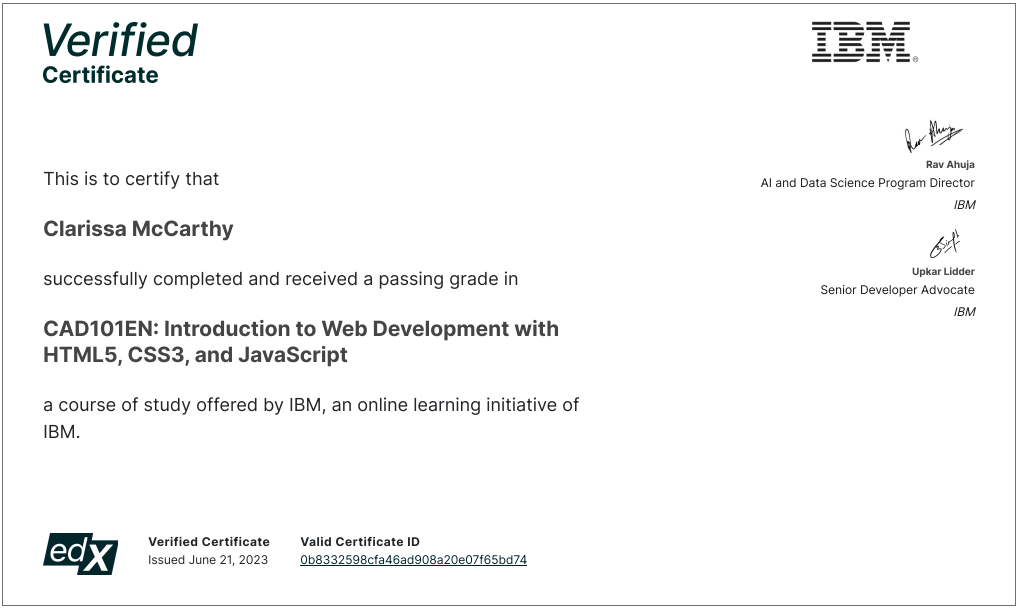 Verified
Certificate
IBM
This is to certify that
Clarissa McCarthy
successfully completed and received a passing grade in
CAD101EN: Introduction to Web Development with
HTML5, CSS3, and JavaScript
a course of study offered by IBM, an online learning initiative of
IBM.
Rav Ahuja
AI and Data Science Program Director
IBM
Upkar Lidder
Senior Developer Advocate
IBM
edX
Verified Certificate
Issued June 21, 2023
Valid Certificate ID
0b8332598cfa46ad908a20e07f65bd74